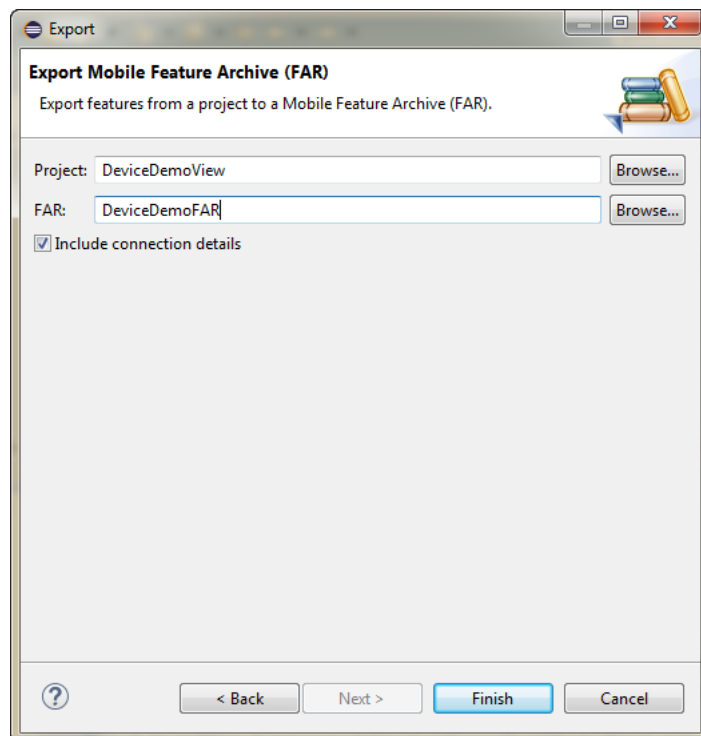 Export
Export Mobile Feature Archive (FAR)
Export features from a project to a Mobile Feature Archive (FAR).
Project: DeviceDemoView Browse...
FAR: DeviceDemoFAR Browse...
Include connection details
? < Back Next > Finish Cancel